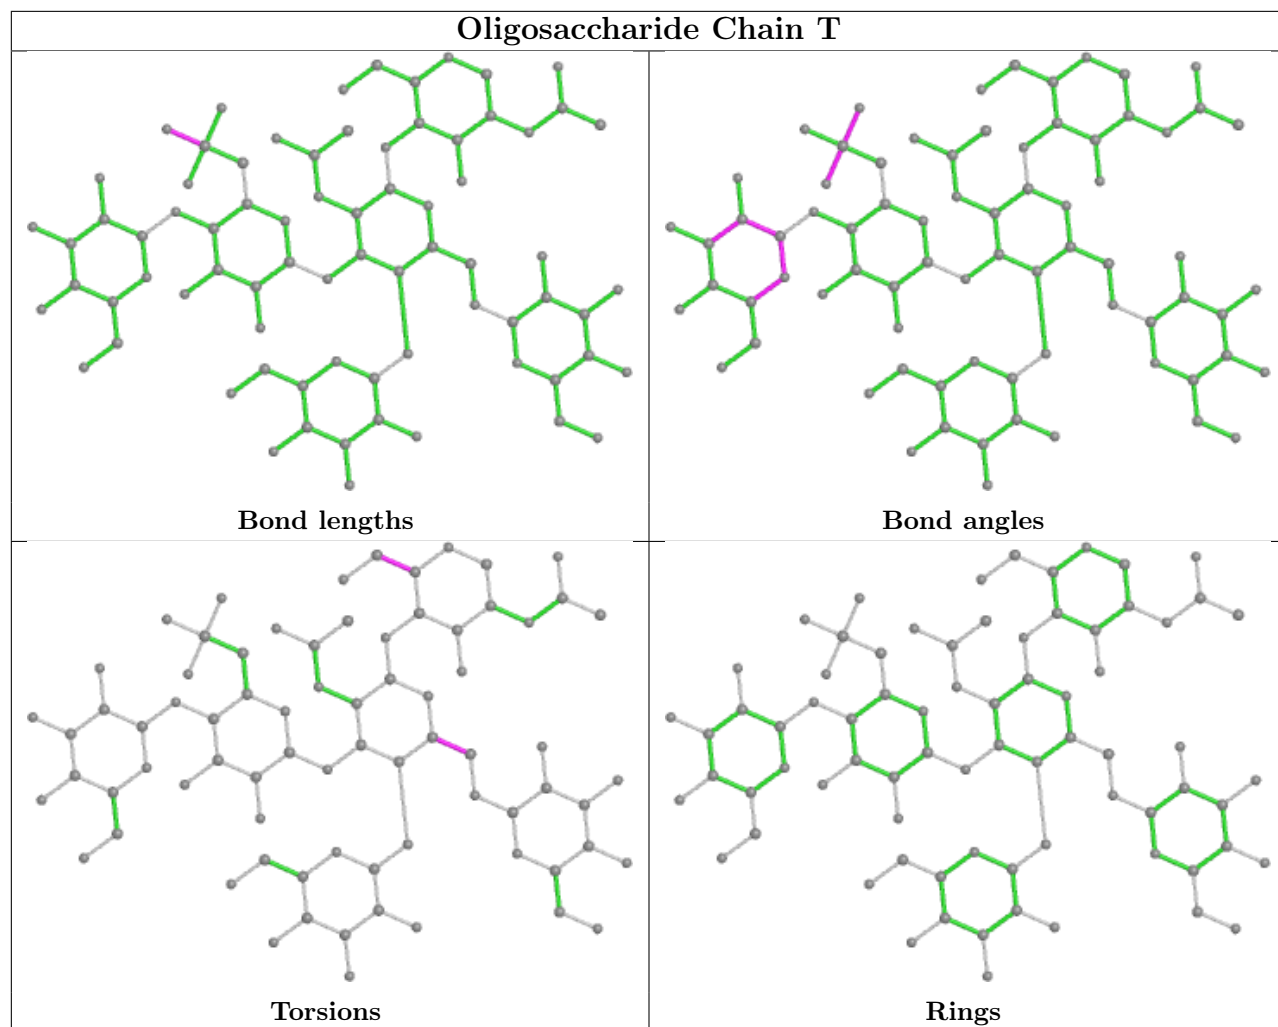 Oligosaccharide Chain T
Bond lengths
Bond angles
Torsions
Rings